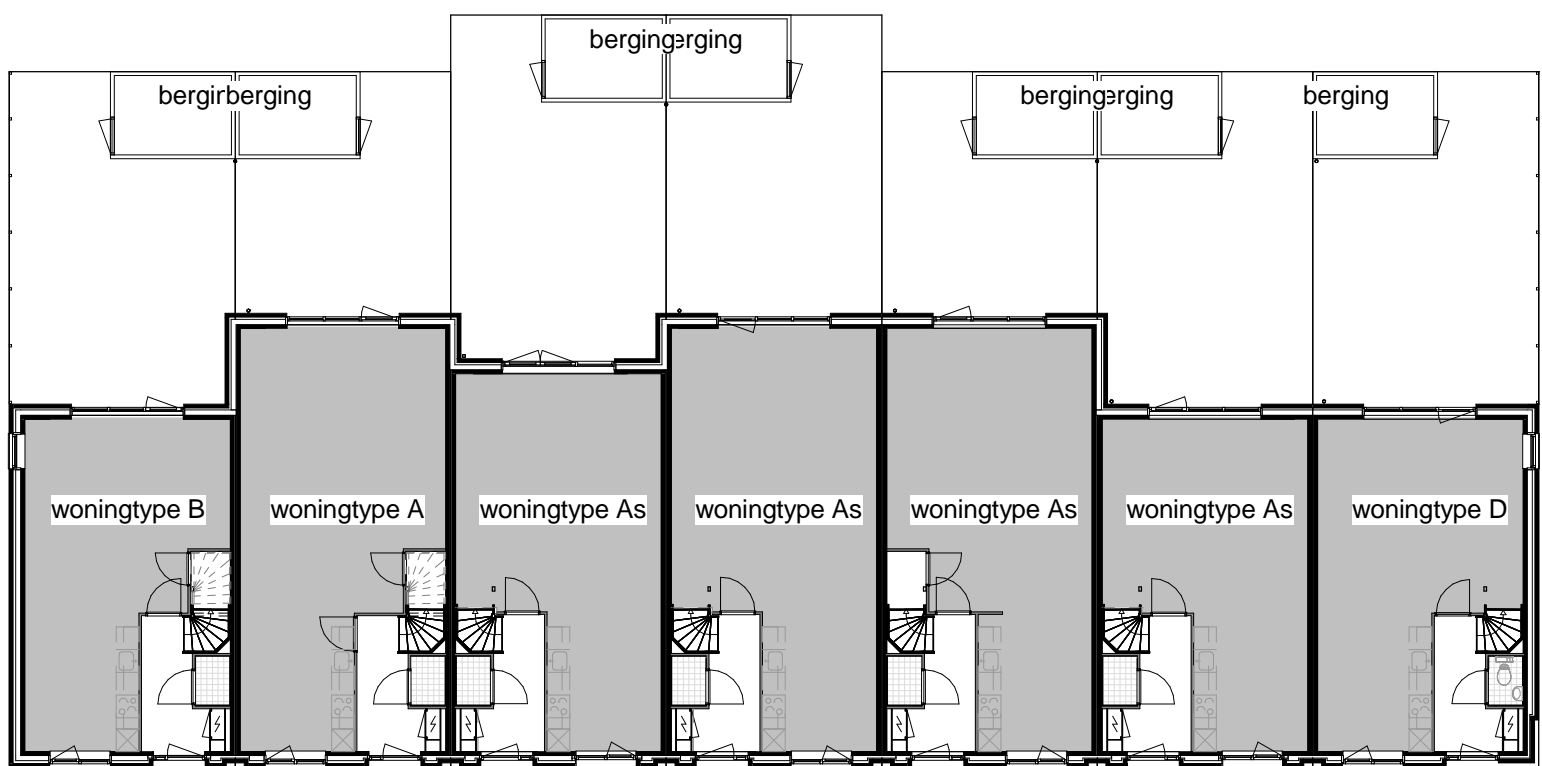 bergingerging
bergirberging
bergingerging
berging
woningtype B
woningtype A
woningtype As
woningtype As
woningtype As
woningtype As
woningtype D